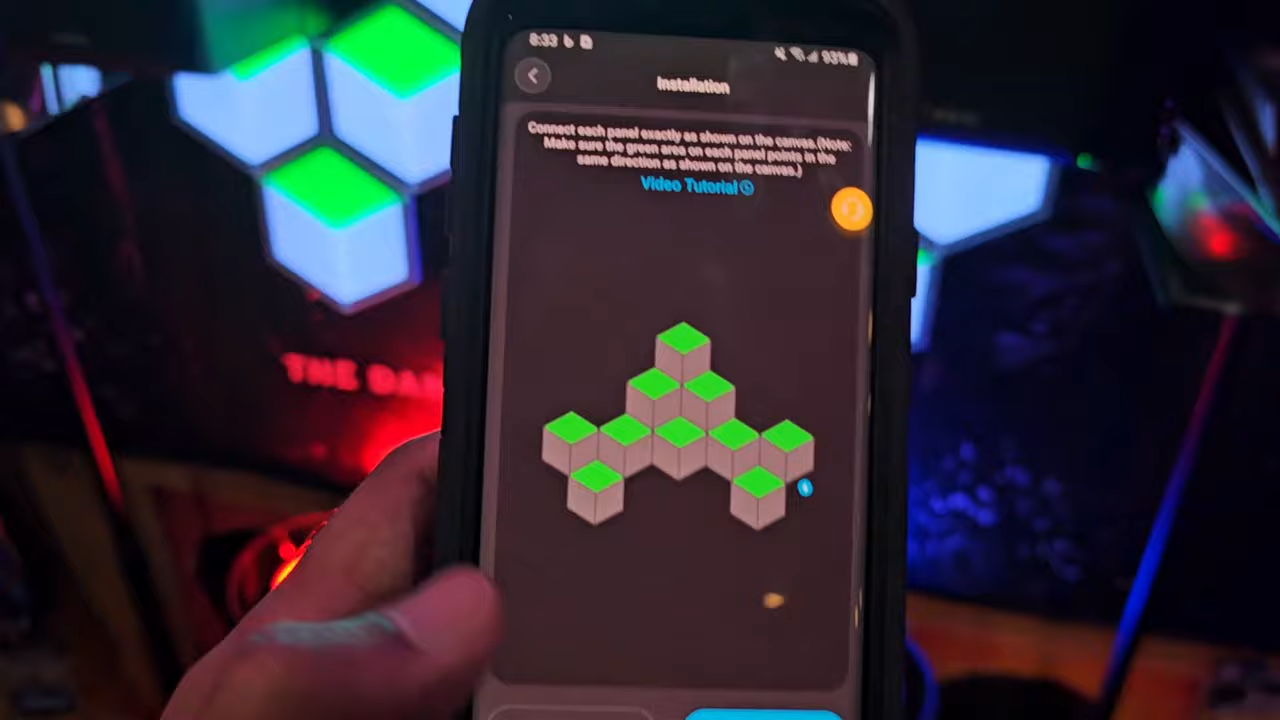 8:33
93%
Installation
Connect each panel exactly as shown on the canvas.(Note:
Make sure the green area on each panel points in the
same direction as shown on the canvas.)
Video Tutorial
THE DA